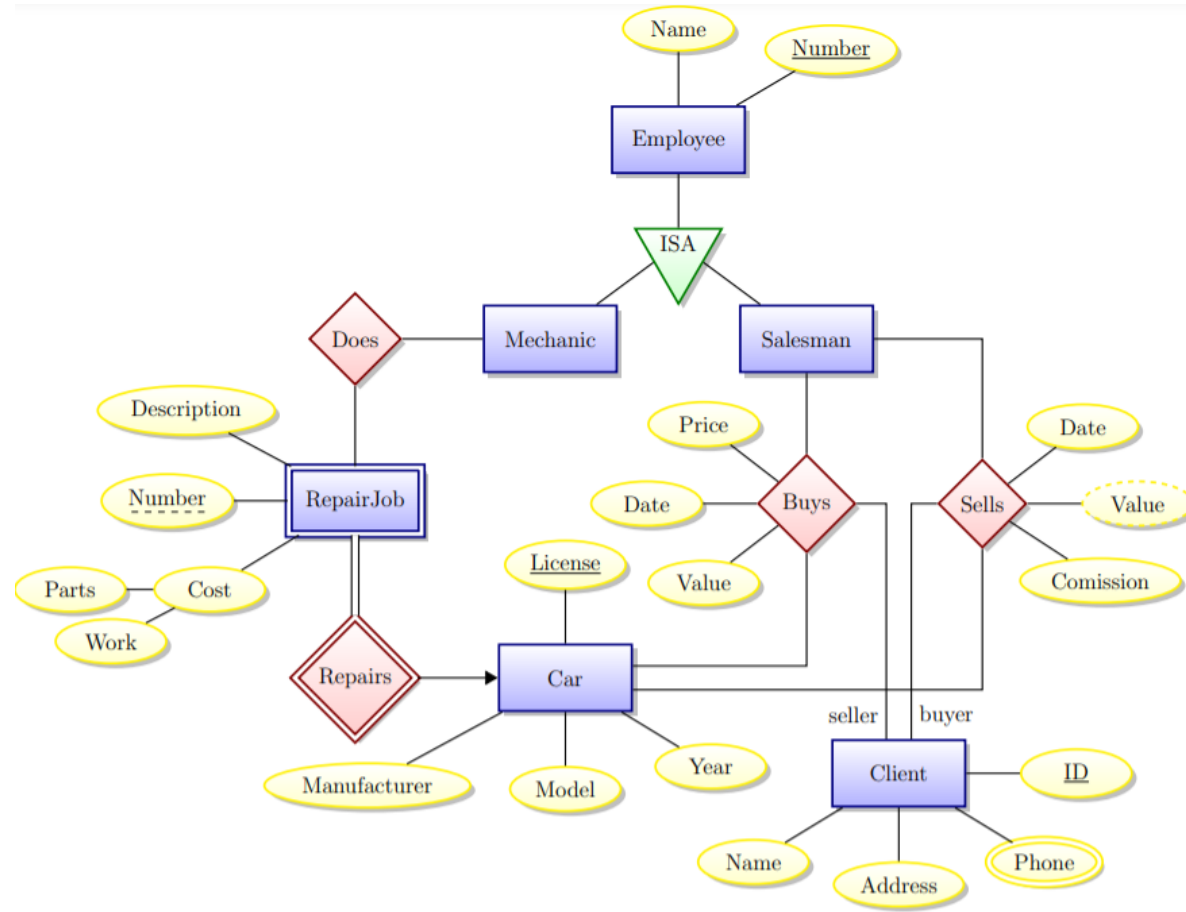 Name
Number
Employee
ISA
Does
Mechanic
Salesman
Description
Price
Date
Number
RepairJob
Date
Buys
Sells
Value
License
Value
Comission
Parts
Cost
Work
Repairs
Car
seller
buyer
Manufacturer
Model
Year
Client
ID
Name
Address
Phone